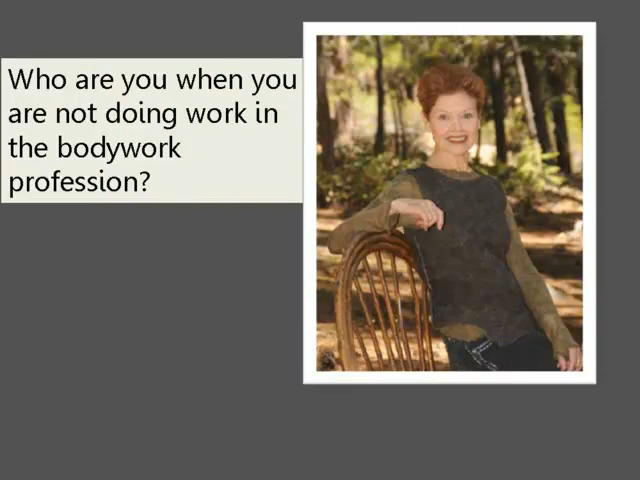 Who are you when you
are not doing work in
the bodywork
profession?